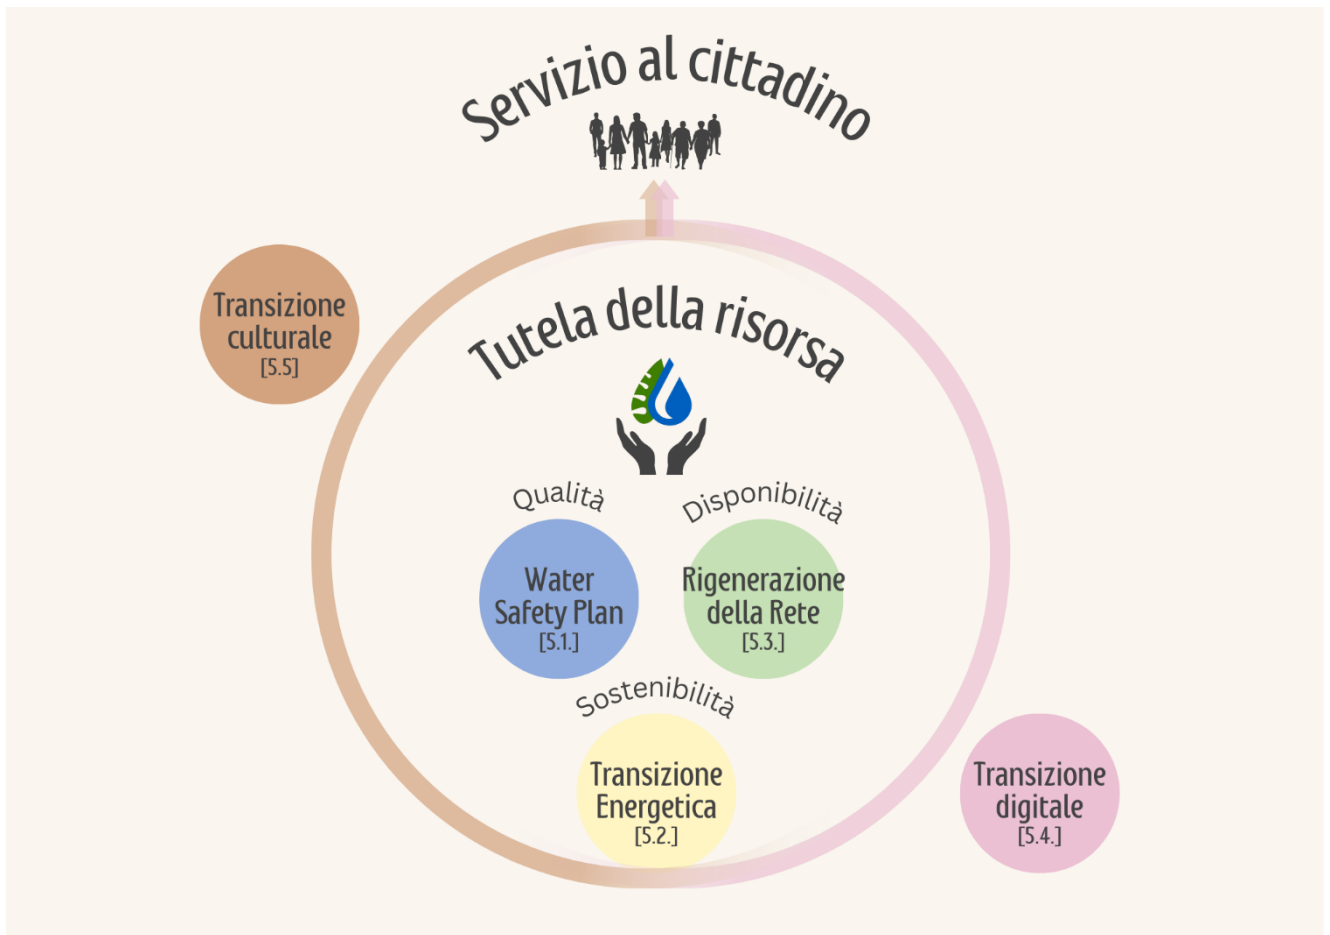 Servizio al cittadino
Transizione
culturale
[5.5]
Tutela della risorsa
Qualità
Disponibilità
Water
Safety Plan
[5.1.]
Rigenerazione
della Rete
[5.3.]
Sostenibilità
Transizione
Energetica
[5.2.]
Transizione
digitale
[5.4.]